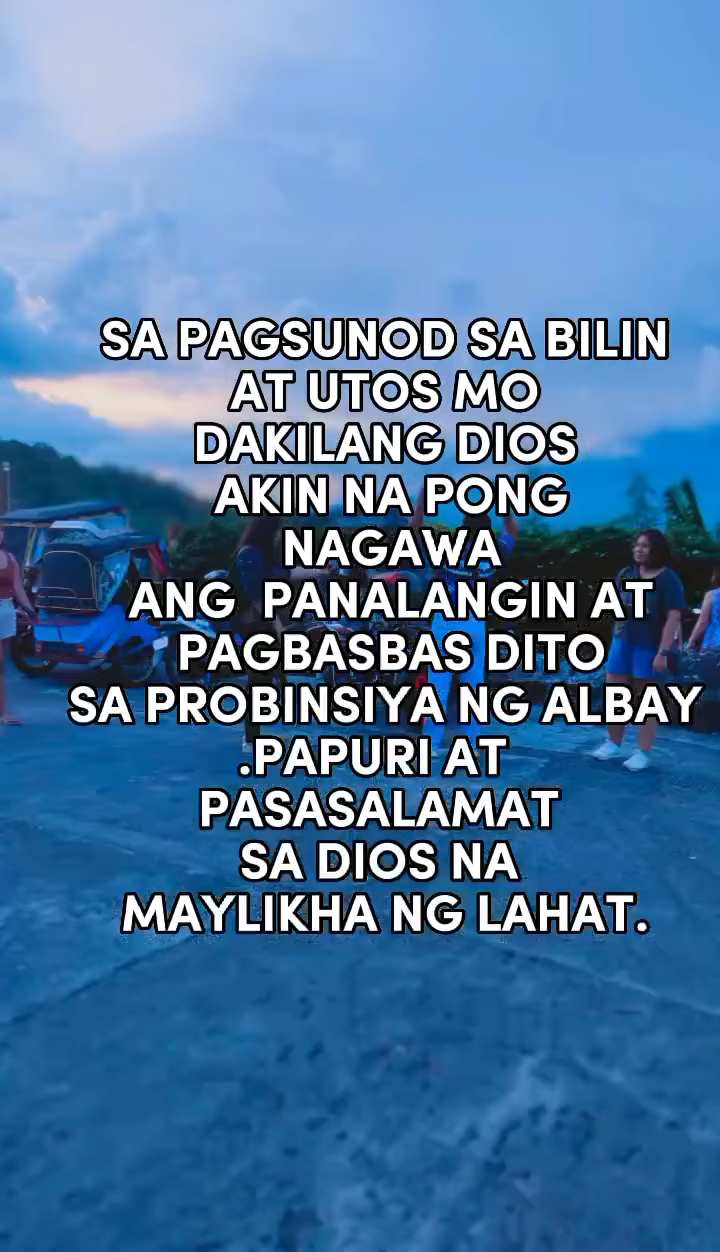 SA PAGSUNOD SA BILIN
AT UTOS MO
DAKILANG DIOS
AKIN NA PONG
NAGAWA
ANG PANALANGIN AT
PAGBASBAS DITO
SA PROBINSIYA NG ALBAY
.PAPURI AT
PASASALAMAT
SA DIOS NA
MAYLIKHA NG LAHAT.